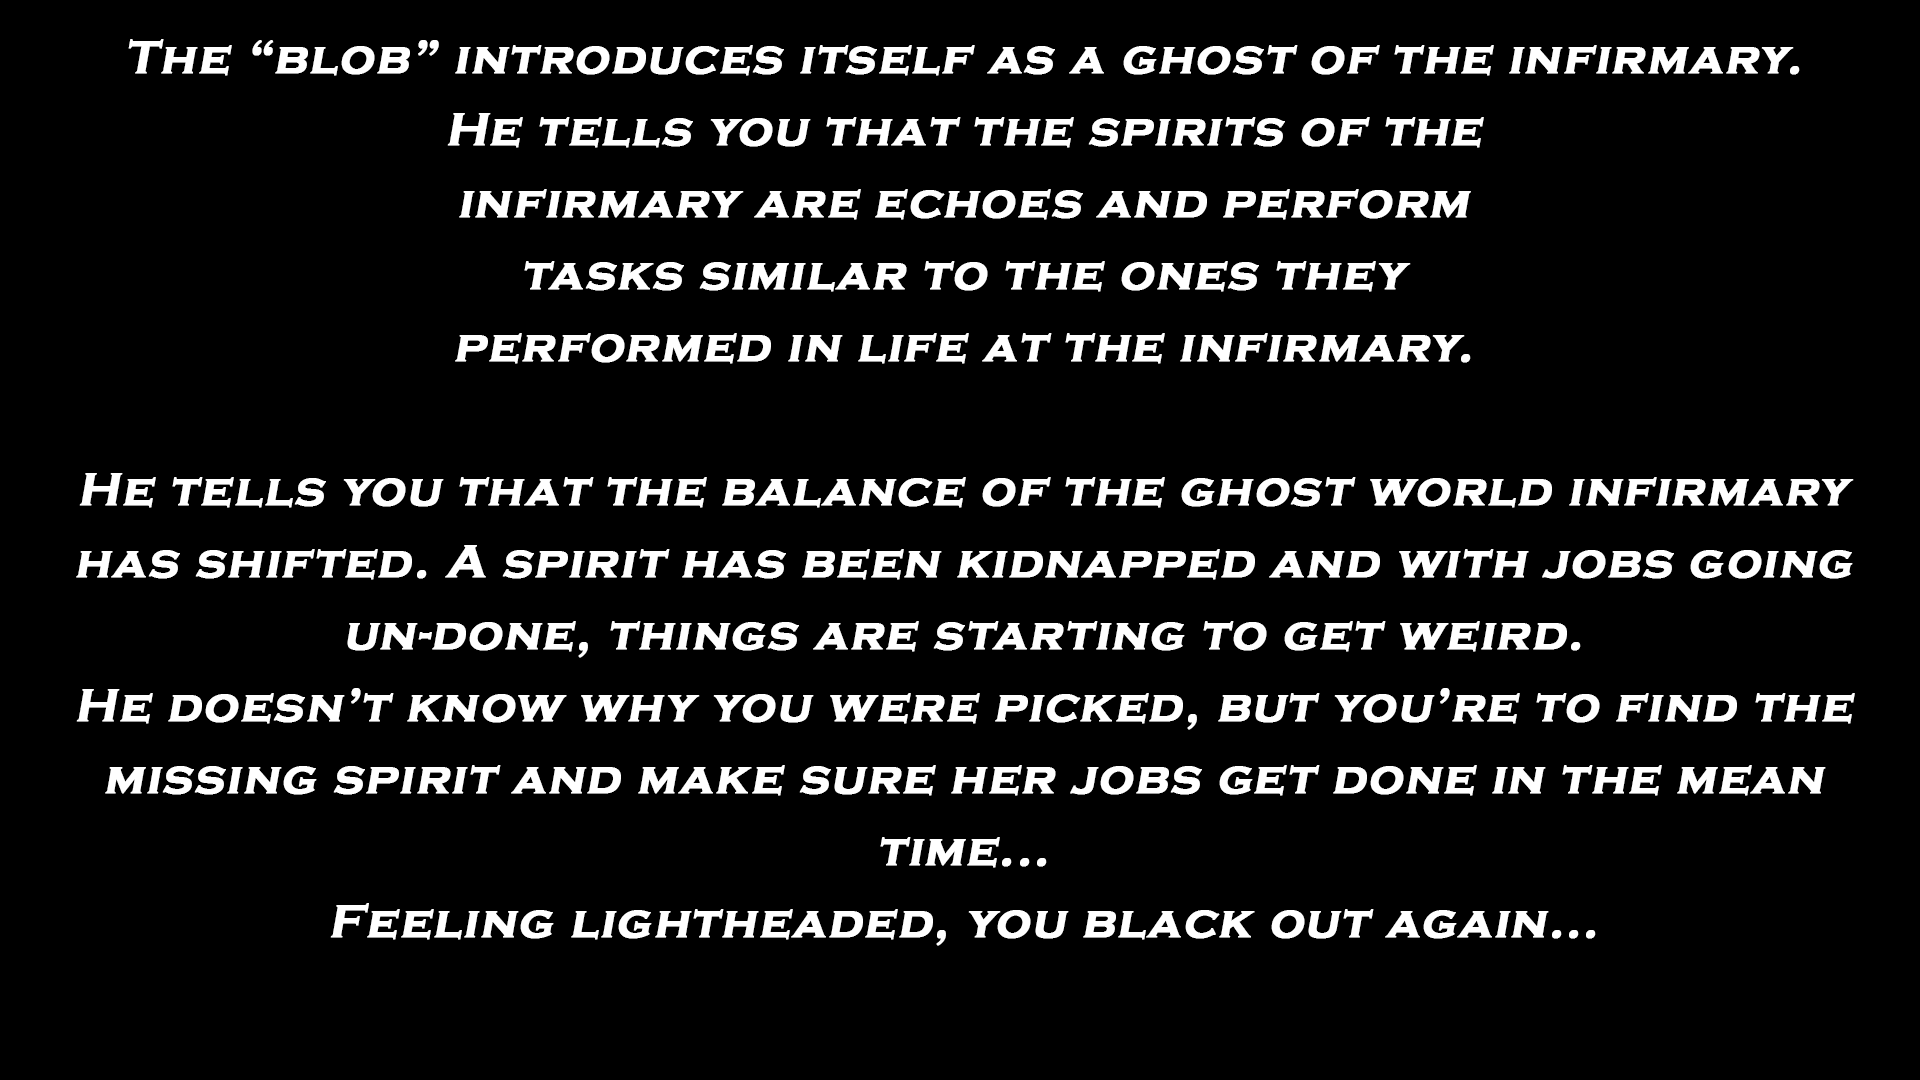 The “blob” introduces itself as a ghost of the infirmary.
He tells you that the spirits of the
infirmary are echoes and perform
tasks similar to the ones they
performed in life at the infirmary.
He tells you that the balance of the ghost world infirmary
has shifted. A spirit has been kidnapped and with jobs going
un-done, things are starting to get weird.
He doesn’t know why you were picked, but you’re to find the
missing spirit and make sure her jobs get done in the mean
time...
Feeling lightheaded, you black out again...